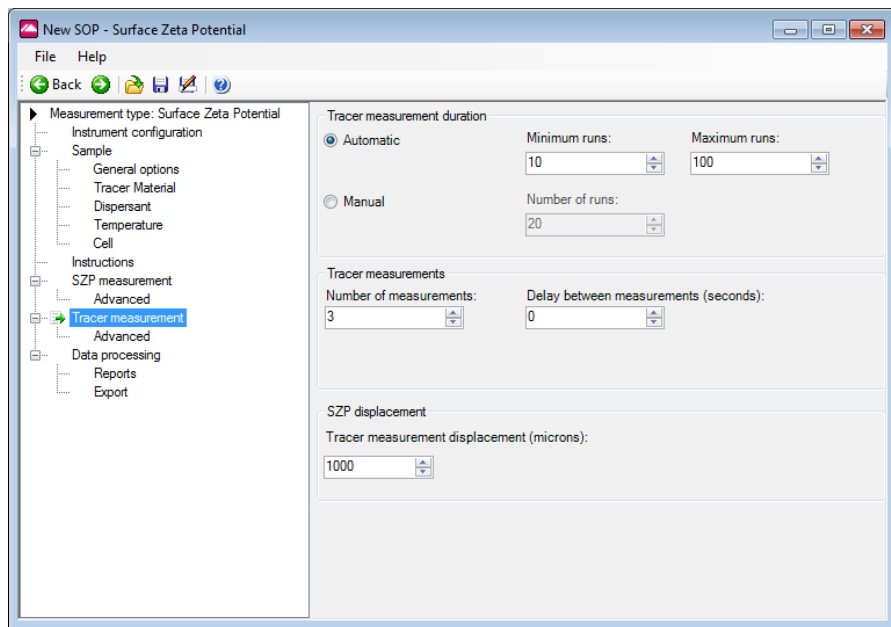 New SOP - Surface Zeta Potential
File Help
Back
Measurement type: Surface Zeta Potential
Instrument configuration
Sample
General options
Tracer Material
Dispersant
Temperature
Cell
Instructions
SZP measurement
Advanced
Tracer measurement
Advanced
Data processing
Reports
Export
Tracer measurement duration
Automatic Minimum runs: Maximum runs:
10 100
Manual Number of runs:
20
Tracer measurements
Number of measurements: Delay between measurements (seconds):
3 0
SZP displacement
Tracer measurement displacement (microns):
1000